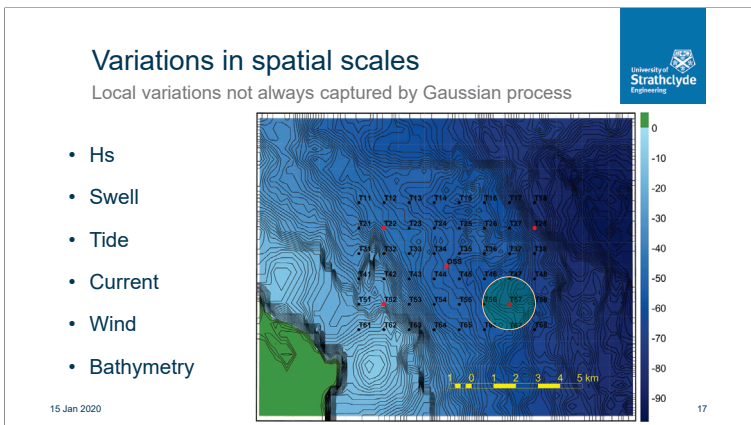 Variations in spatial scales
Local variations not always captured by Gaussian process
University of
Strathclyde
Engineering
• Hs
• Swell
• Tide
• Current
• Wind
• Bathymetry
T11 T12 T13 T14 T15 T16 T17 T18
T21 T22 T23 T24 T25 T26 T27 T28
T31 T32 T33 T34 T35 T36 T37 T38
OSS
T41 T42 T43 T44 T45 T46 T47 T48
T51 T52 T53 T54 T55 T56 T57 T58
T61 T62 T63 T64 T65 T68
1 0 1 2 3 4 5 km
0
-10
-20
-30
-40
-50
-60
-70
-80
-90
15 Jan 2020
17